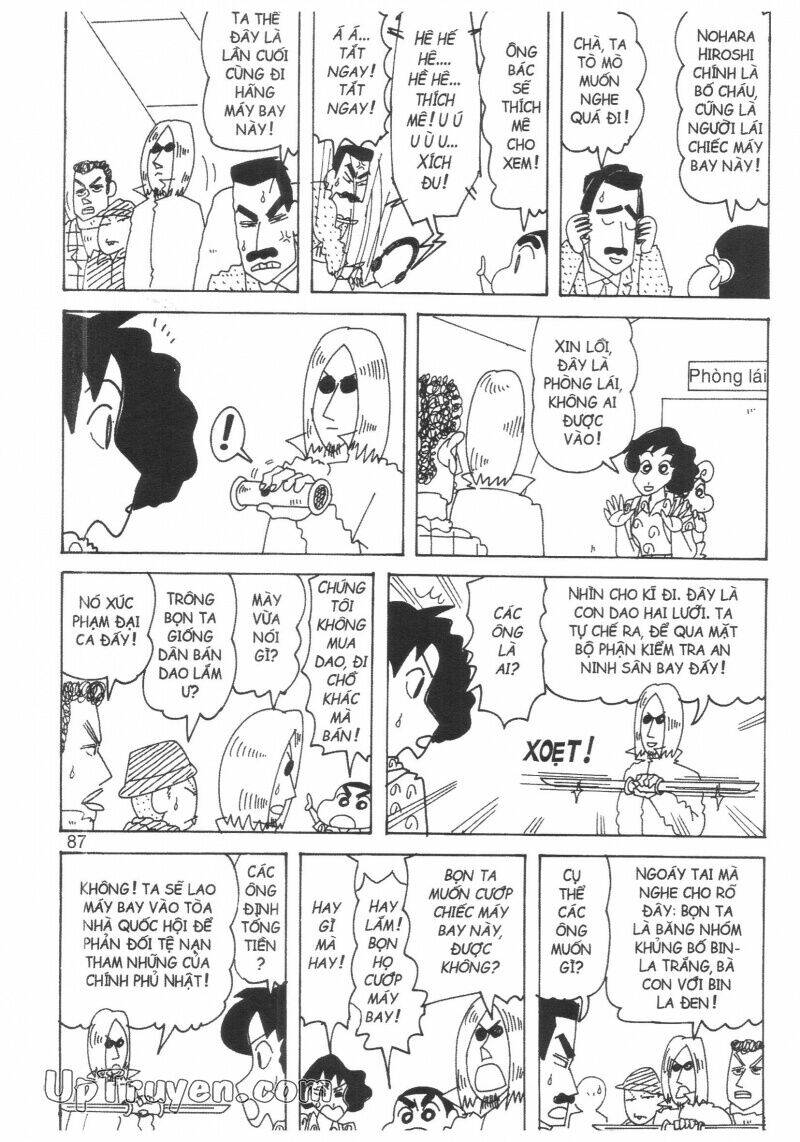 NOHARA
HIROSHI
CHÍNH LÀ
BỐ CHÁU,
CŨNG LÀ
NGƯỜI LÁI
CHIẾC MÁY
BAY NÀY!
CHÀ, TA
TÒ MÒ
MUỐN
NGHE
QUÁ ĐI!
ÔNG
BÁC
SẼ
THÍCH
MÊ
CHO
XEM!
HÊ HẾ
HÊ....
HỀ HÊ...
THÍCH
MÊ! U Ú
U Ù U...
XÍCH
ĐU!
Á Á...
TẮT
NGAY!
TẮT
NGAY!
TA THỀ
ĐÂY LÀ
LẦN CUỐI
CÙNG ĐI
HÃNG
MÁY BAY
NÀY!
XIN LỖI,
ĐÂY LÀ
PHÒNG LÁI,
KHÔNG AI
ĐƯỢC
VÀO!
Phòng lái
!
NHÌN CHO KĨ ĐI. ĐÂY LÀ
CON DAO HAI LƯỠI. TA
TỰ CHẾ RA, ĐỂ QUA MẶT
BỘ PHẬN KIỂM TRA AN
NINH SÂN BAY ĐẤY!
CÁC
ÔNG
LÀ
AI?
XOẸT!
CHÚNG
TÔI
KHÔNG
MUA
DAO, ĐI
CHỖ
KHÁC
MÀ
BÁN!
MÀY
VỪA
NÓI
GÌ?
TRÔNG
BỌN TA
GIỐNG
DÂN BÁN
DAO LẮM
Ư?
NÓ XÚC
PHẠM ĐẠI
CA ĐẤY!
87
NGOÁY TAI MÀ
NGHE CHO RÕ
ĐÂY: BỌN TA
LÀ BĂNG NHÓM
KHỦNG BỐ BIN-
LA TRẮNG, BÀ
CON VỚI BIN
LA ĐEN!
CỤ
THỂ
CÁC
ÔNG
MUỐN
GÌ?
BỌN TA
MUỐN CƯỚP
CHIẾC MÁY
BAY NÀY,
ĐƯỢC
KHÔNG?
HAY
LẮM!
BỌN
HỌ
CƯỚP
MÁY
BAY!
HAY
GÌ
MÀ
HAY!
CÁC
ÔNG
ĐỊNH
TỐNG
TIỀN
?
KHÔNG! TA SẼ LAO
MÁY BAY VÀO TÒA
NHÀ QUỐC HỘI ĐỂ
PHẢN ĐỐI TỆ NẠN
THAM NHŨNG CỦA
CHÍNH PHỦ NHẬT!
Uptruyen.com